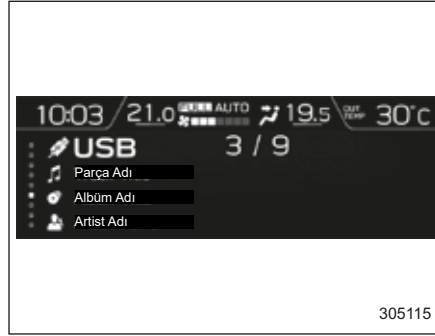 10:03 21.0 FULL AUTO 19.5 OUT TEMP 30°C
USB 3 / 9
Parça Adı
Albüm Adı
Artist Adı
305115